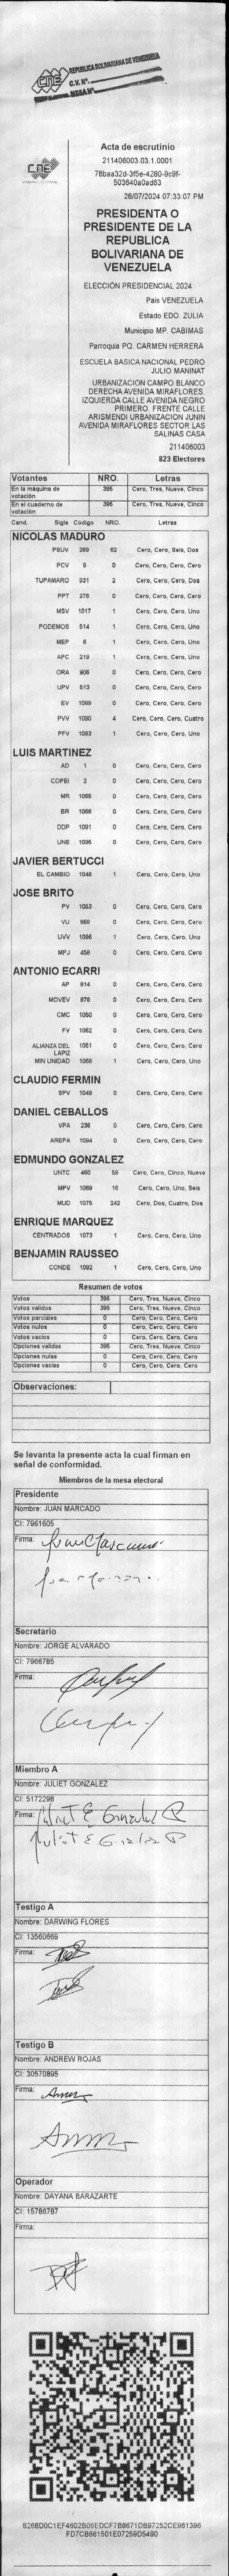 REPUBLICA BOLIVARIANA DE VENEZUELA
CNE
C.V. Nº.
MESA Nº
CNE
Acta de escrutinio
211406003.03.1.0001
78baa32d-3f5e-4280-9c9f-
503640a0ad63
28/07/2024 07:33:07 PM
PRESIDENTA O
PRESIDENTE DE LA
REPUBLICA
BOLIVARIANA DE
VENEZUELA
ELECCIÓN PRESIDENCIAL 2024
Pais VENEZUELA
Estado EDO. ZULIA
Municipio MP. CABIMAS
Parroquia PQ. CARMEN HERRERA
ESCUELA BASICA NACIONAL PEDRO
JULIO MANINAT
URBANIZACION CAMPO BLANCO
DERECHA AVENIDA MIRAFLORES.
IZQUIERDA CALLE AVENIDA NEGRO
PRIMERO. FRENTE CALLE
ARISMENDI URBANIZACION JUNIN
AVENIDA MIRAFLORES SECTOR LAS
SALINAS CASA
211406003
823 Electores
Votantes NRO. Letras
En la máquina de votación 395 Cero, Tres, Nueve, Cinco
En el cuaderno de votación 395 Cero, Tres, Nueve, Cinco
Cand. Sigla Código NRO. Letras
NICOLAS MADURO
PSUV 269 62 Cero, Cero, Seis, Dos
PCV 9 0 Cero, Cero, Cero, Cero
TUPAMARO 931 2 Cero, Cero, Cero, Dos
PPT 276 0 Cero, Cero, Cero, Cero
MSV 1017 1 Cero, Cero, Cero, Uno
PODEMOS 514 1 Cero, Cero, Cero, Uno
MEP 6 1 Cero, Cero, Cero, Uno
APC 219 1 Cero, Cero, Cero, Uno
ORA 906 0 Cero, Cero, Cero, Cero
UPV 513 0 Cero, Cero, Cero, Cero
EV 1089 0 Cero, Cero, Cero, Cero
PVV 1090 4 Cero, Cero, Cero, Cuatro
PFV 1093 1 Cero, Cero, Cero, Uno
LUIS MARTINEZ
AD 1 0 Cero, Cero, Cero, Cero
COPEI 2 0 Cero, Cero, Cero, Cero
MR 1065 0 Cero, Cero, Cero, Cero
BR 1066 0 Cero, Cero, Cero, Cero
DDP 1091 0 Cero, Cero, Cero, Cero
UNE 1095 0 Cero, Cero, Cero, Cero
JAVIER BERTUCCI
EL CAMBIO 1048 1 Cero, Cero, Cero, Uno
JOSE BRITO
PV 1053 0 Cero, Cero, Cero, Cero
VU 868 0 Cero, Cero, Cero, Cero
UVV 1096 1 Cero, Cero, Cero, Uno
MPJ 458 0 Cero, Cero, Cero, Cero
ANTONIO ECARRI
AP 814 0 Cero, Cero, Cero, Cero
MOVEV 878 0 Cero, Cero, Cero, Cero
CMC 1050 0 Cero, Cero, Cero, Cero
FV 1062 0 Cero, Cero, Cero, Cero
ALIANZA DEL LAPIZ 1051 0 Cero, Cero, Cero, Cero
MIN UNIDAD 1068 1 Cero, Cero, Cero, Uno
CLAUDIO FERMIN
SPV 1049 0 Cero, Cero, Cero, Cero
DANIEL CEBALLOS
VPA 236 0 Cero, Cero, Cero, Cero
AREPA 1094 0 Cero, Cero, Cero, Cero
EDMUNDO GONZALEZ
UNTC 460 59 Cero, Cero, Cinco, Nueve
MPV 1069 16 Cero, Cero, Uno, Seis
MUD 1075 242 Cero, Dos, Cuatro, Dos
ENRIQUE MARQUEZ
CENTRADOS 1073 1 Cero, Cero, Cero, Uno
BENJAMIN RAUSSEO
CONDE 1092 1 Cero, Cero, Cero, Uno
Resumen de votos
Votos 395 Cero, Tres, Nueve, Cinco
Votos validos 395 Cero, Tres, Nueve, Cinco
Votos parciales 0 Cero, Cero, Cero, Cero
Votos nulos 0 Cero, Cero, Cero, Cero
Votos vacios 0 Cero, Cero, Cero, Cero
Opciones validas 395 Cero, Tres, Nueve, Cinco
Opciones nulas 0 Cero, Cero, Cero, Cero
Opciones vacias 0 Cero, Cero, Cero, Cero
Observaciones:
Se levanta la presente acta la cual firman en
señal de conformidad.
Miembros de la mesa electoral
Presidente
Nombre: JUAN MARCADO
CI: 7961605
Firma:
Secretario
Nombre: JORGE ALVARADO
CI: 7966785
Firma:
Miembro A
Nombre: JULIET GONZALEZ
CI: 5172298
Firma: Juliet E González R
Testigo A
Nombre: DARWING FLORES
CI: 13560669
Firma:
Testigo B
Nombre: ANDREW ROJAS
CI: 30570895
Firma:
Operador
Nombre: DAYANA BARAZARTE
CI: 15786787
Firma:
8268D0C1EF4602B06EDCF7B8671DB97252CE961396
FD7CB661501E07259D5490